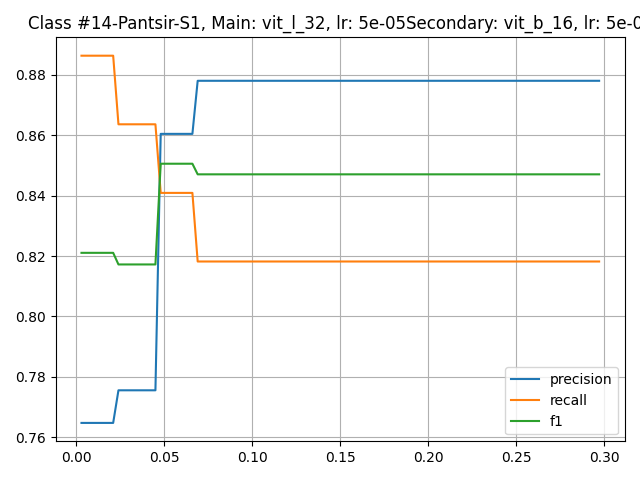 Class #14-Pantsir-S1, Main: vit_l_32, lr: 5e-05Secondary: vit_b_16, lr: 5e-0
0.88
0.86
0.84
0.82
0.80
0.78
0.76
0.00 0.05 0.10 0.15 0.20 0.25 0.30
precision
recall
f1